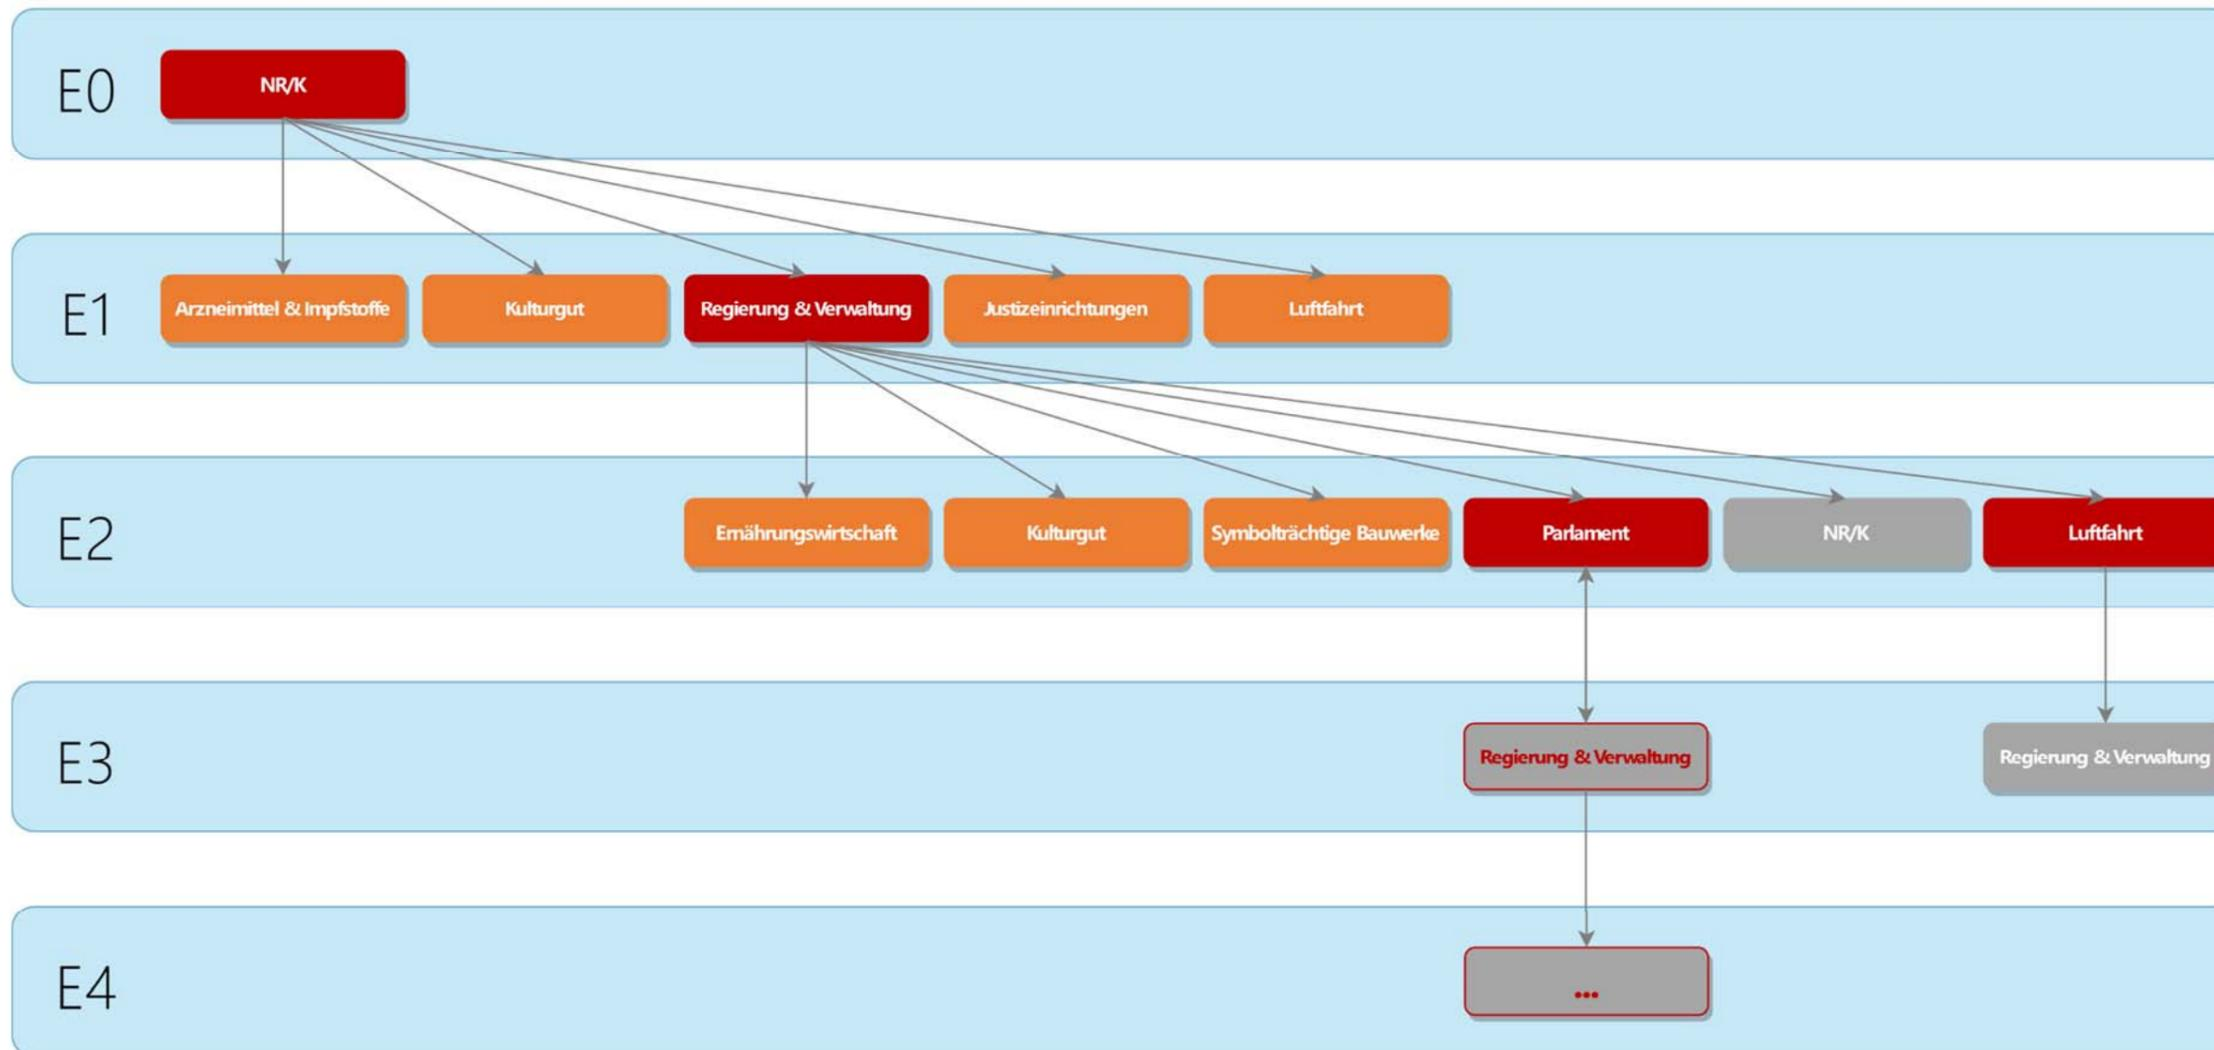 E0
NR/K
E1
Arzneimittel & Impfstoffe
Kulturgut
Regierung & Verwaltung
Justizeinrichtungen
Luftfahrt
E2
Ernährungswirtschaft
Kulturgut
Symbolträchtige Bauwerke
Parlament
NR/K
Luftfahrt
E3
Regierung & Verwaltung
Regierung & Verwaltung
E4
...